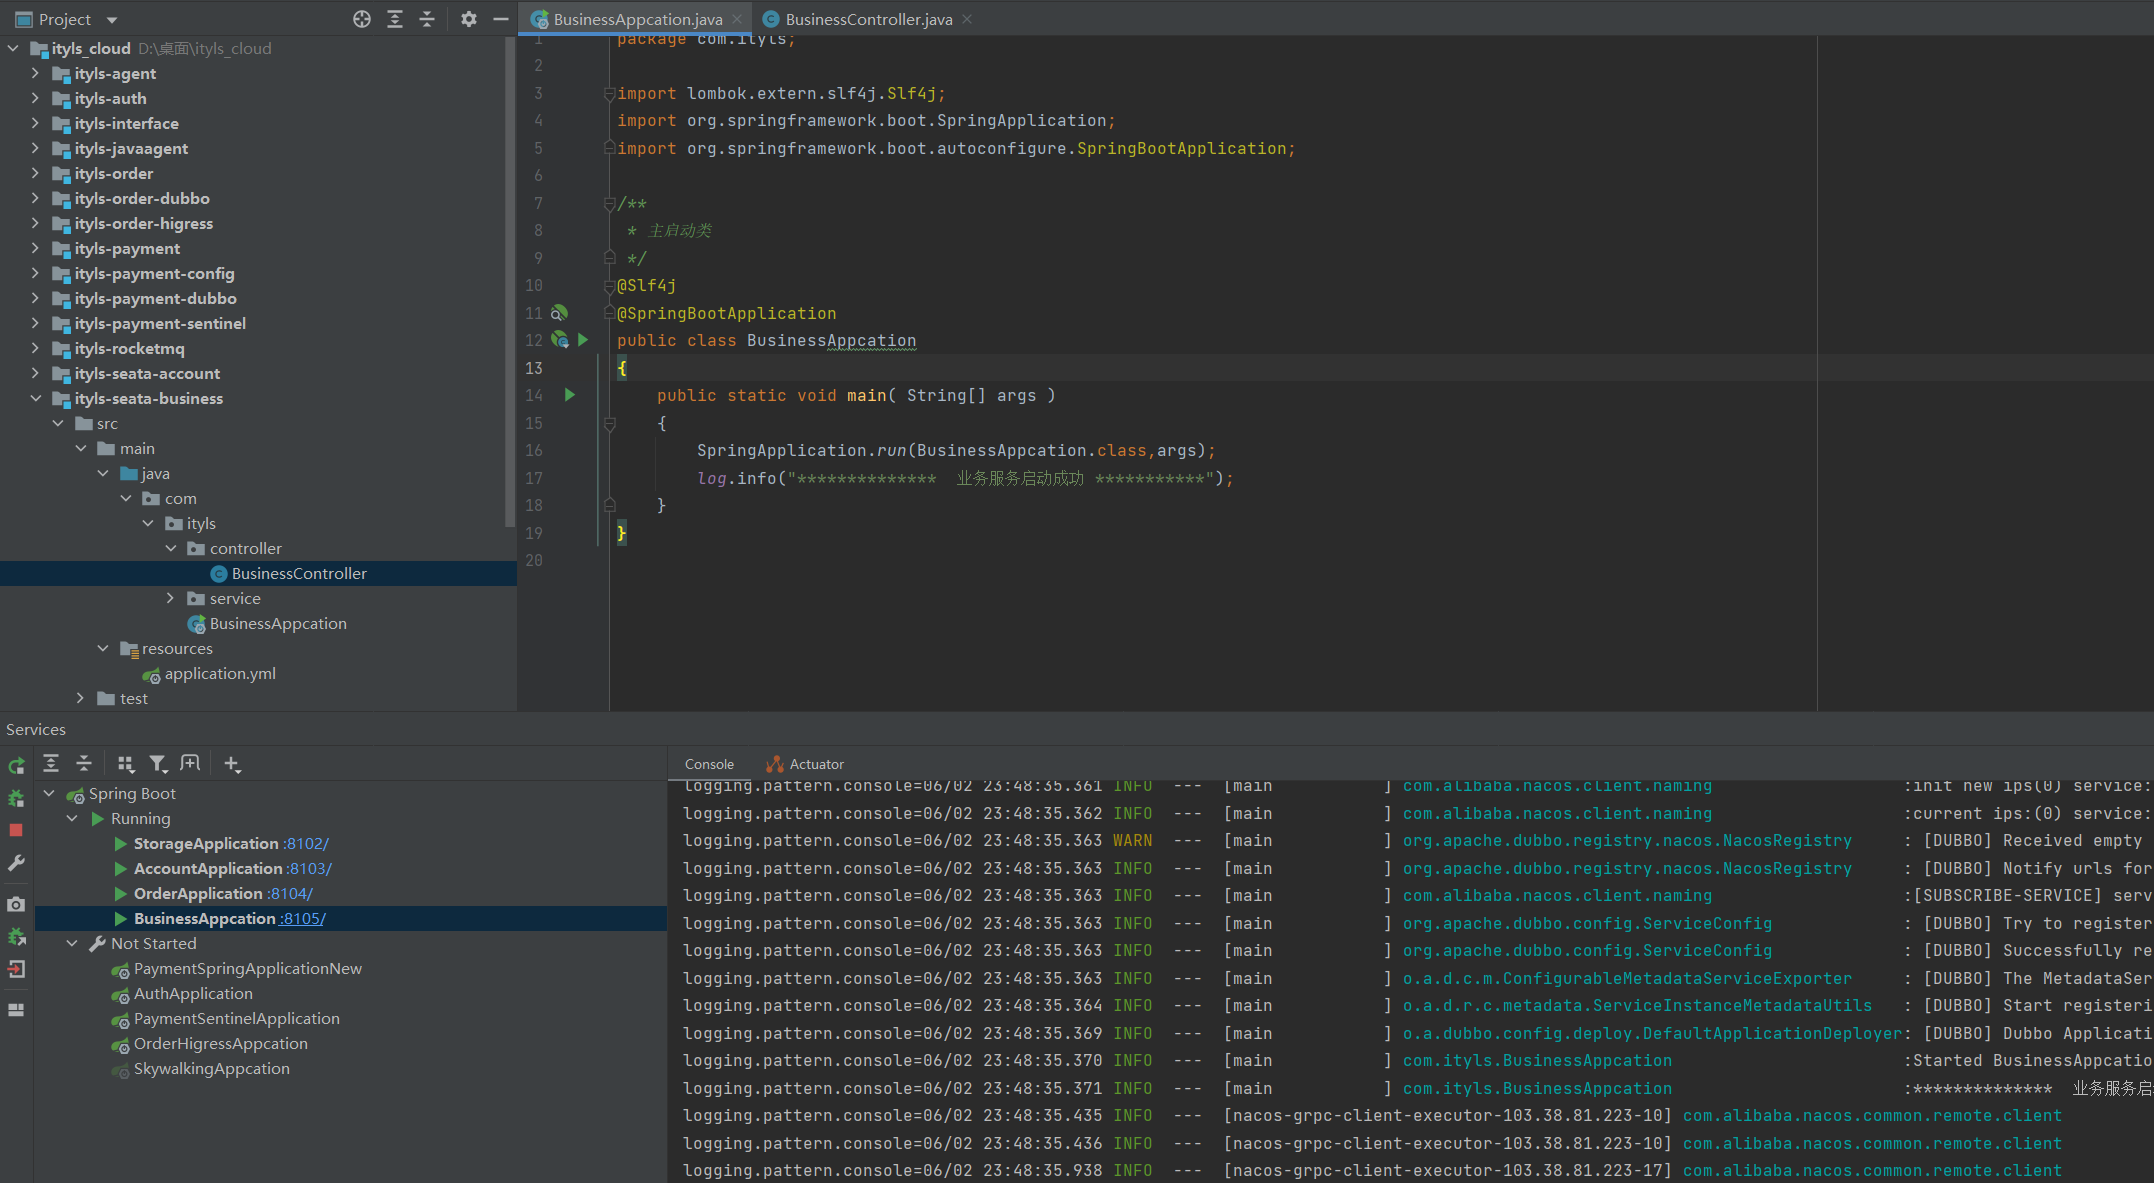 Project
ityls_cloud D:\桌面\ityls_cloud
ityls-agent
ityls-auth
ityls-interface
ityls-javaagent
ityls-order
ityls-order-dubbo
ityls-order-higress
ityls-payment
ityls-payment-config
ityls-payment-dubbo
ityls-payment-sentinel
ityls-rocketmq
ityls-seata-account
ityls-seata-business
src
main
java
com
ityls
controller
BusinessController
service
BusinessAppcation
resources
application.yml
test
BusinessAppcation.java
BusinessController.java
1 package com.ityls;
2
3 import lombok.extern.slf4j.Slf4j;
4 import org.springframework.boot.SpringApplication;
5 import org.springframework.boot.autoconfigure.SpringBootApplication;
6
7 /**
8 * 主启动类
9 */
10 @Slf4j
11 @SpringBootApplication
12 public class BusinessAppcation
13 {
14 public static void main( String[] args )
15 {
16 SpringApplication.run(BusinessAppcation.class,args);
17 log.info("************** 业务服务启动成功 ***********");
18 }
19 }
20
Services
Spring Boot
Running
StorageApplication :8102/
AccountApplication :8103/
OrderApplication :8104/
BusinessAppcation :8105/
Not Started
PaymentSpringApplicationNew
AuthApplication
PaymentSentinelApplication
OrderHigressAppcation
SkywalkingAppcation
Console Actuator
logging.pattern.console=06/02 23:48:35.361 INFO --- [main ] com.alibaba.nacos.client.naming :init new ips(0) service:
logging.pattern.console=06/02 23:48:35.362 INFO --- [main ] com.alibaba.nacos.client.naming :current ips:(0) service:
logging.pattern.console=06/02 23:48:35.363 WARN --- [main ] org.apache.dubbo.registry.nacos.NacosRegistry : [DUBBO] Received empty
logging.pattern.console=06/02 23:48:35.363 INFO --- [main ] org.apache.dubbo.registry.nacos.NacosRegistry : [DUBBO] Notify urls for
logging.pattern.console=06/02 23:48:35.363 INFO --- [main ] com.alibaba.nacos.client.naming :[SUBSCRIBE-SERVICE] serv
logging.pattern.console=06/02 23:48:35.363 INFO --- [main ] org.apache.dubbo.config.ServiceConfig : [DUBBO] Try to register
logging.pattern.console=06/02 23:48:35.363 INFO --- [main ] org.apache.dubbo.config.ServiceConfig : [DUBBO] Successfully re
logging.pattern.console=06/02 23:48:35.363 INFO --- [main ] o.a.d.c.m.ConfigurableMetadataServiceExporter : [DUBBO] The MetadataSer
logging.pattern.console=06/02 23:48:35.364 INFO --- [main ] o.a.d.r.c.metadata.ServiceInstanceMetadataUtils : [DUBBO] Start registeri
logging.pattern.console=06/02 23:48:35.369 INFO --- [main ] o.a.dubbo.config.deploy.DefaultApplicationDeployer: [DUBBO] Dubbo Applicati
logging.pattern.console=06/02 23:48:35.370 INFO --- [main ] com.ityls.BusinessAppcation :Started BusinessAppcatio
logging.pattern.console=06/02 23:48:35.371 INFO --- [main ] com.ityls.BusinessAppcation :************** 业务服务启
logging.pattern.console=06/02 23:48:35.435 INFO --- [nacos-grpc-client-executor-103.38.81.223-10] com.alibaba.nacos.common.remote.client
logging.pattern.console=06/02 23:48:35.436 INFO --- [nacos-grpc-client-executor-103.38.81.223-10] com.alibaba.nacos.common.remote.client
logging.pattern.console=06/02 23:48:35.938 INFO --- [nacos-grpc-client-executor-103.38.81.223-17] com.alibaba.nacos.common.remote.client